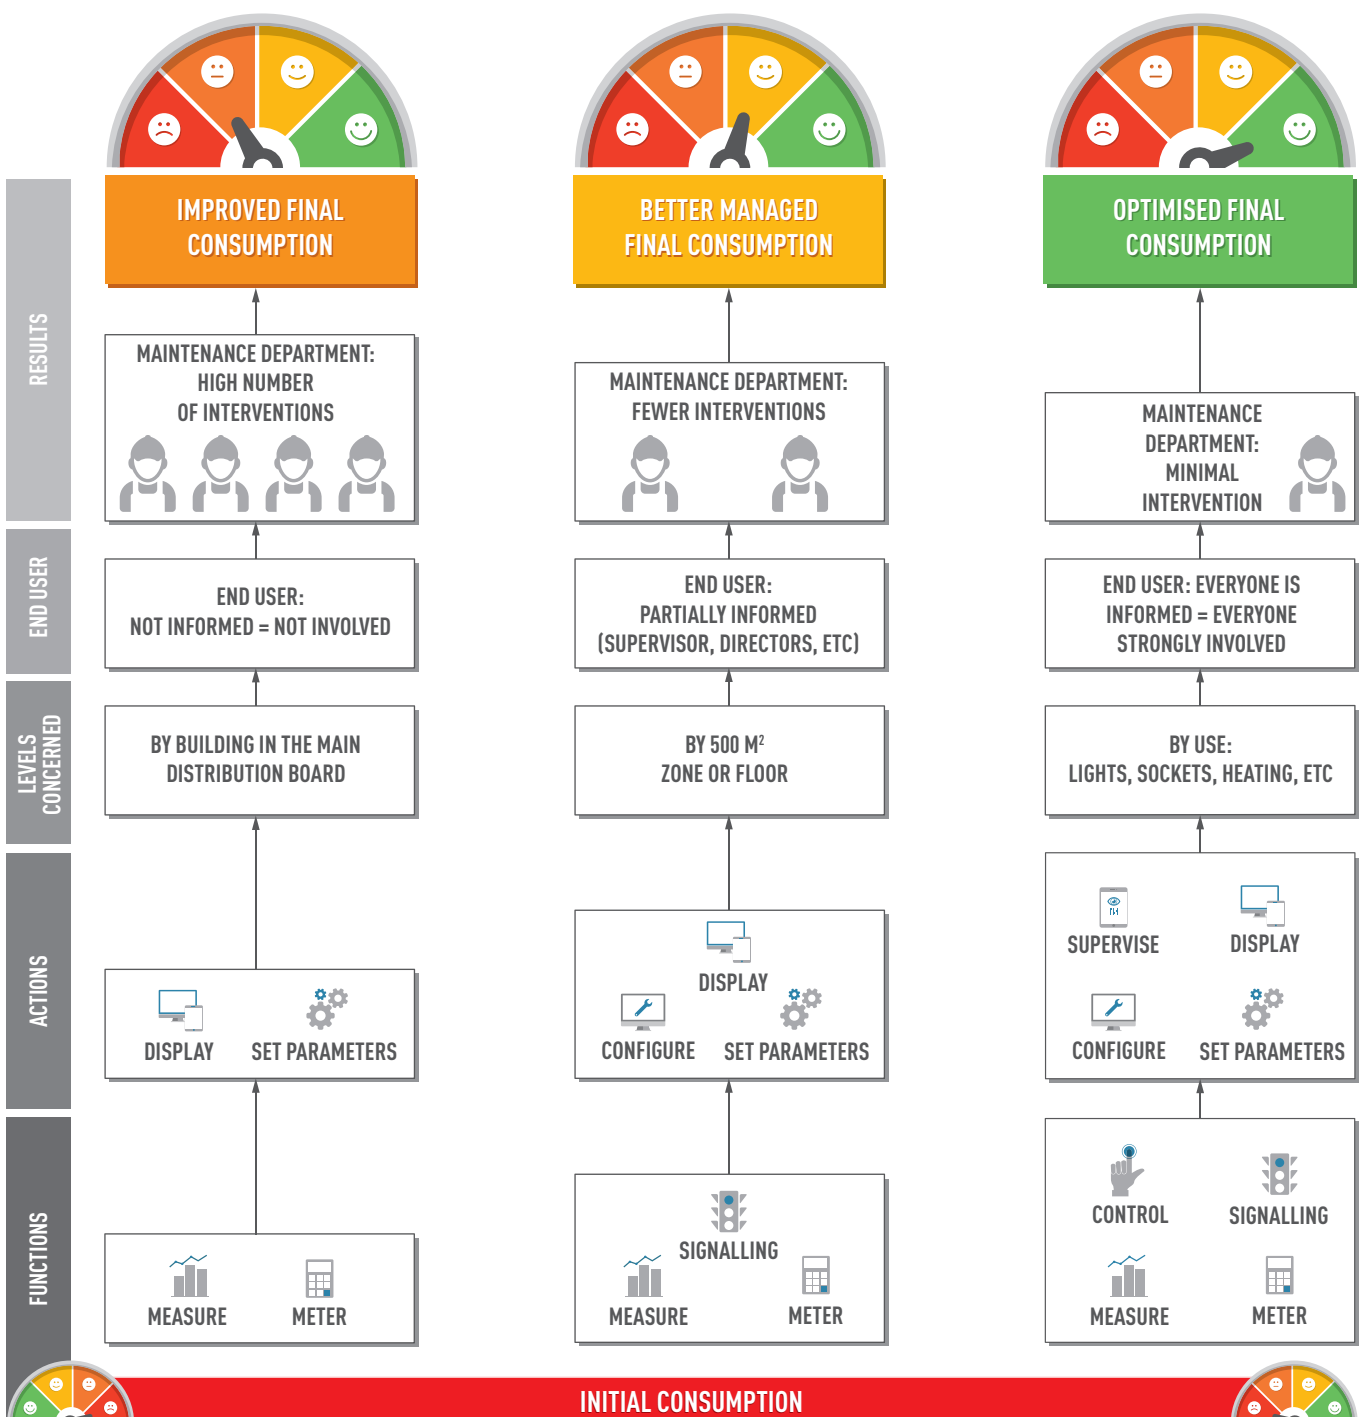 IMPROVED FINAL
CONSUMPTION
BETTER MANAGED
FINAL CONSUMPTION
OPTIMISED FINAL
CONSUMPTION
RESULTS
MAINTENANCE DEPARTMENT:
HIGH NUMBER
OF INTERVENTIONS
MAINTENANCE DEPARTMENT:
FEWER INTERVENTIONS
MAINTENANCE
DEPARTMENT:
MINIMAL
INTERVENTION
END USER
END USER:
NOT INFORMED = NOT INVOLVED
END USER:
PARTIALLY INFORMED
(SUPERVISOR, DIRECTORS, ETC)
END USER: EVERYONE IS
INFORMED = EVERYONE
STRONGLY INVOLVED
LEVELS
CONCERNED
BY BUILDING IN THE MAIN
DISTRIBUTION BOARD
BY 500 M²
ZONE OR FLOOR
BY USE:
LIGHTS, SOCKETS, HEATING, ETC
ACTIONS
DISPLAY
SET PARAMETERS
DISPLAY
CONFIGURE
SET PARAMETERS
SUPERVISE
DISPLAY
CONFIGURE
SET PARAMETERS
FUNCTIONS
MEASURE
METER
SIGNALLING
MEASURE
METER
CONTROL
SIGNALLING
MEASURE
METER
INITIAL CONSUMPTION